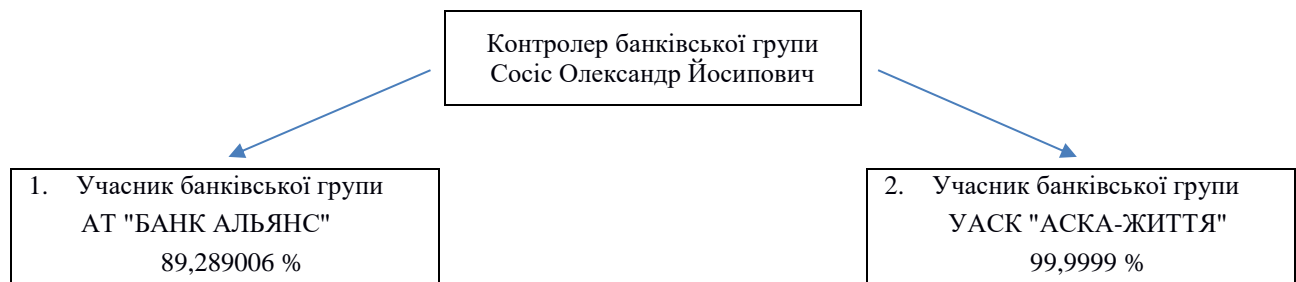 Контролер банківської групи
Сосіс Олександр Йосипович
1. Учасник банківської групи
АТ "БАНК АЛЬЯНС"
89,289006 %
2. Учасник банківської групи
УАСК "АСКА-ЖИТТЯ"
99,9999 %